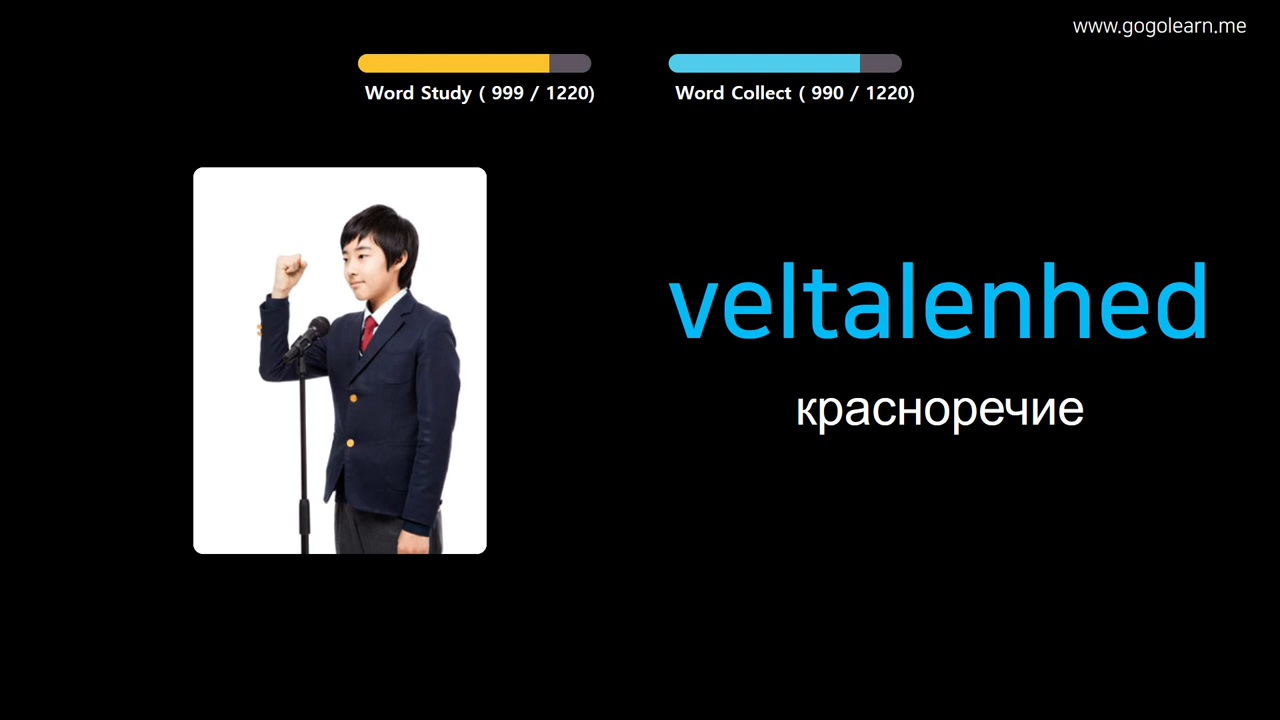 www.gogolearn.me
Word Study ( 999 / 1220)
Word Collect ( 990 / 1220)
veltalenhed
красноречие